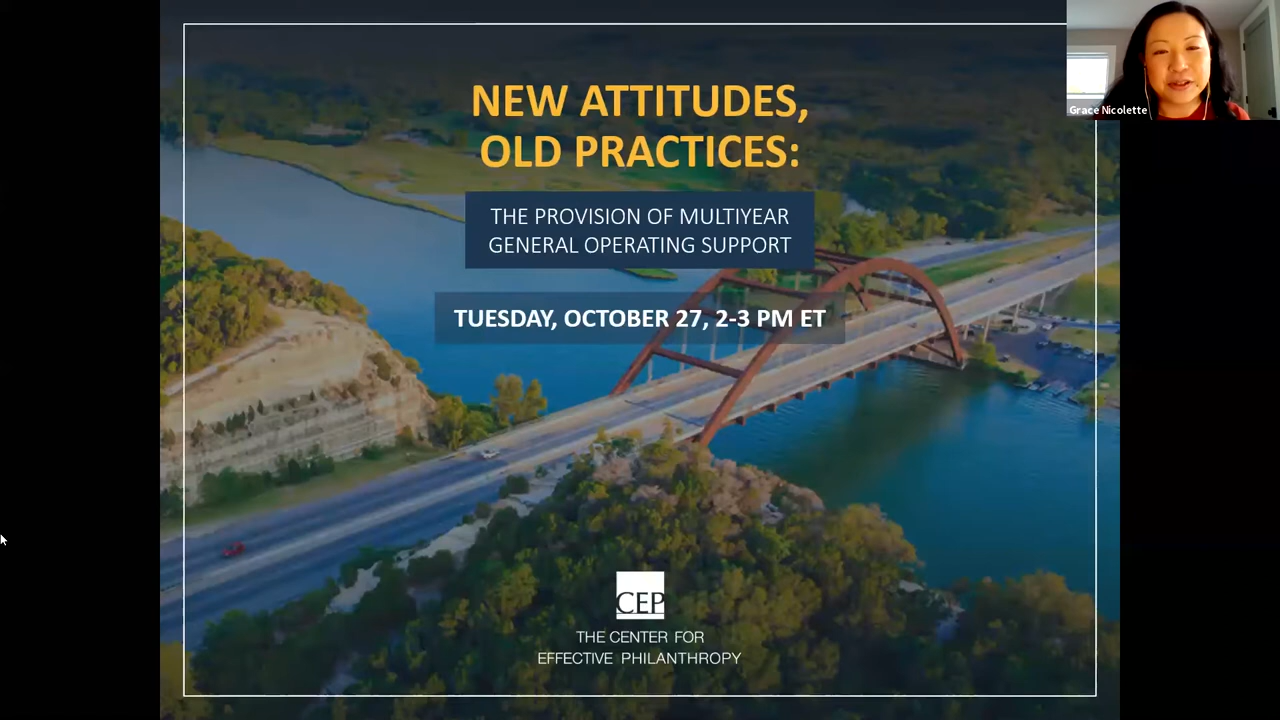 NEW ATTITUDES,
OLD PRACTICES:
THE PROVISION OF MULTIYEAR
GENERAL OPERATING SUPPORT
TUESDAY, OCTOBER 27, 2-3 PM ET
CEP
THE CENTER FOR
EFFECTIVE PHILANTHROPY
Grace Nicolette